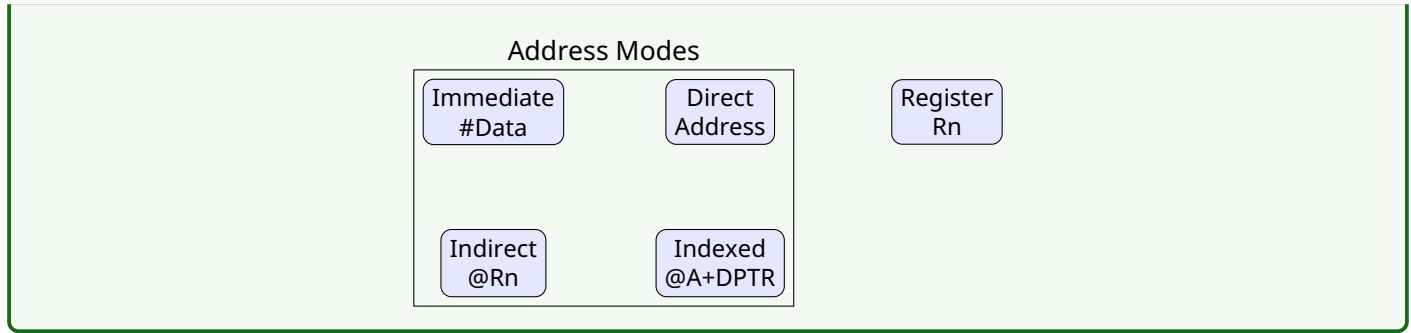 Address Modes
Immediate
#Data
Direct
Address
Register
Rn
Indirect
@Rn
Indexed
@A+DPTR